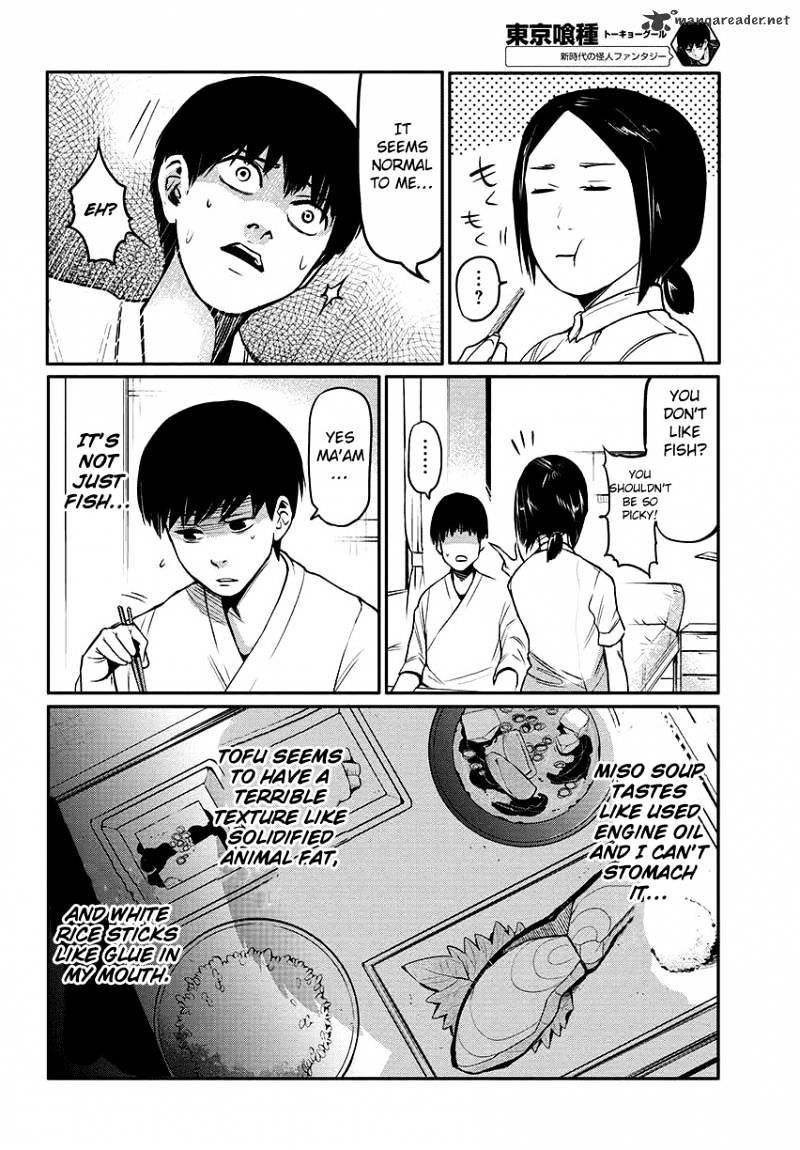 mangareader.net
東京喰種
トーキョーグール
新時代の怪人ファンタジー
もく
もく
...?
IT
SEEMS
NORMAL
TO ME...
EH?
YOU
DON'T
LIKE
FISH?
YOU
SHOULDN'T
BE SO
PICKY!
......
YES
MA'AM
...
IT'S
NOT
JUST
FISH...
MISO SOUP
TASTES
LIKE USED
ENGINE OIL
AND I CAN'T
STOMACH
IT...
TOFU SEEMS
TO HAVE A
TERRIBLE
TEXTURE LIKE
SOLIDIFIED
ANIMAL FAT,
AND WHITE
RICE STICKS
LIKE GLUE IN
MY MOUTH.